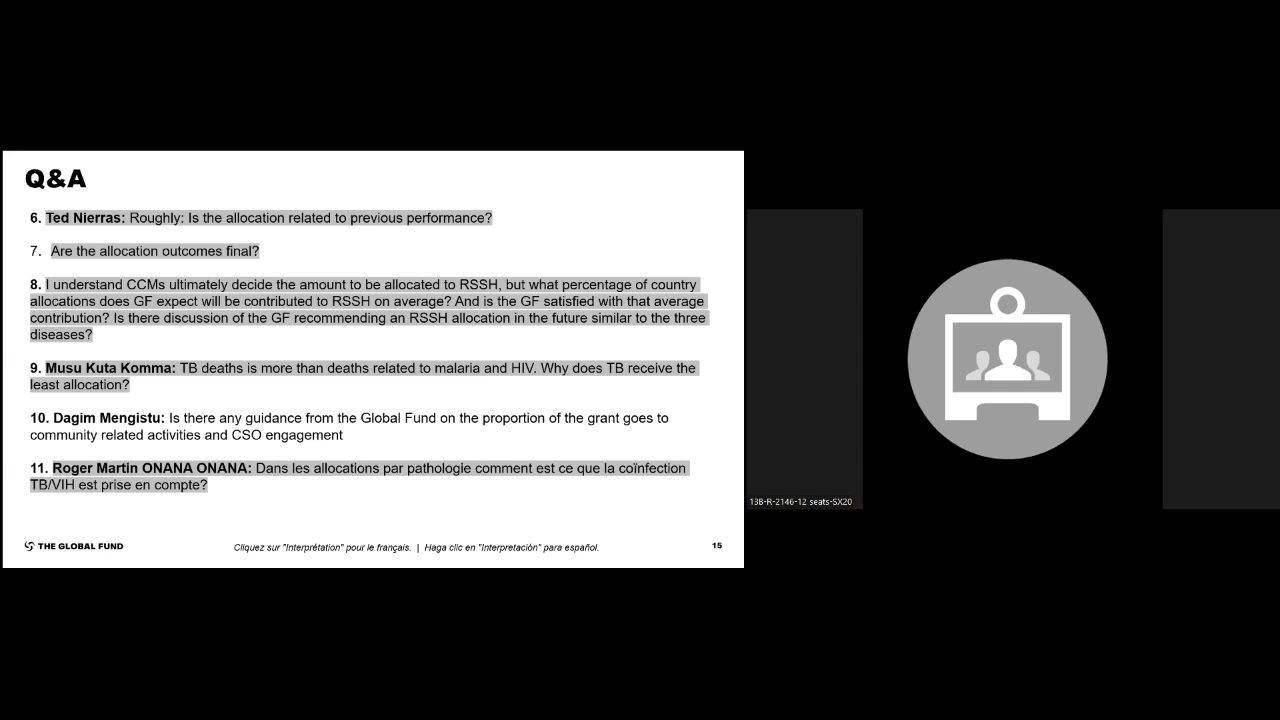 Q&A
6. Ted Nierras: Roughly: Is the allocation related to previous performance?
7. Are the allocation outcomes final?
8. I understand CCMs ultimately decide the amount to be allocated to RSSH, but what percentage of country
allocations does GF expect will be contributed to RSSH on average? And is the GF satisfied with that average
contribution? Is there discussion of the GF recommending an RSSH allocation in the future similar to the three
diseases?
9. Musu Kuta Komma: TB deaths is more than deaths related to malaria and HIV. Why does TB receive the
least allocation?
10. Dagim Mengistu: Is there any guidance from the Global Fund on the proportion of the grant goes to
community related activities and CSO engagement
11. Roger Martin ONANA ONANA: Dans les allocations par pathologie comment est ce que la coïnfection
TB/VIH est prise en compte?
THE GLOBAL FUND
Cliquez sur "Interprétation" pour le français. | Haga clic en "Interpretación" para español.
15
13B-R-2146-12 seats-SX20